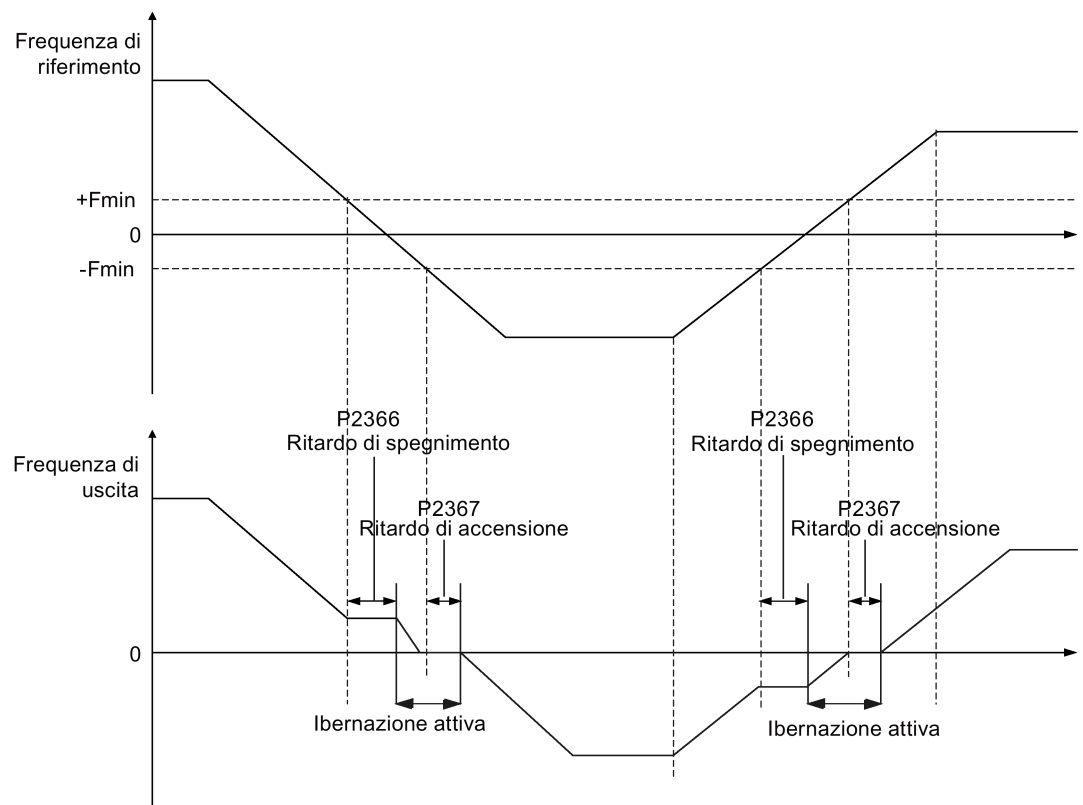 Frequenza di
riferimento
+Fmin
0
-Fmin
P2366
Ritardo di spegnimento
P2366
Ritardo di spegnimento
Frequenza di
uscita
P2367
Ritardo di accensione
P2367
Ritardo di accensione
0
Ibernazione attiva
Ibernazione attiva